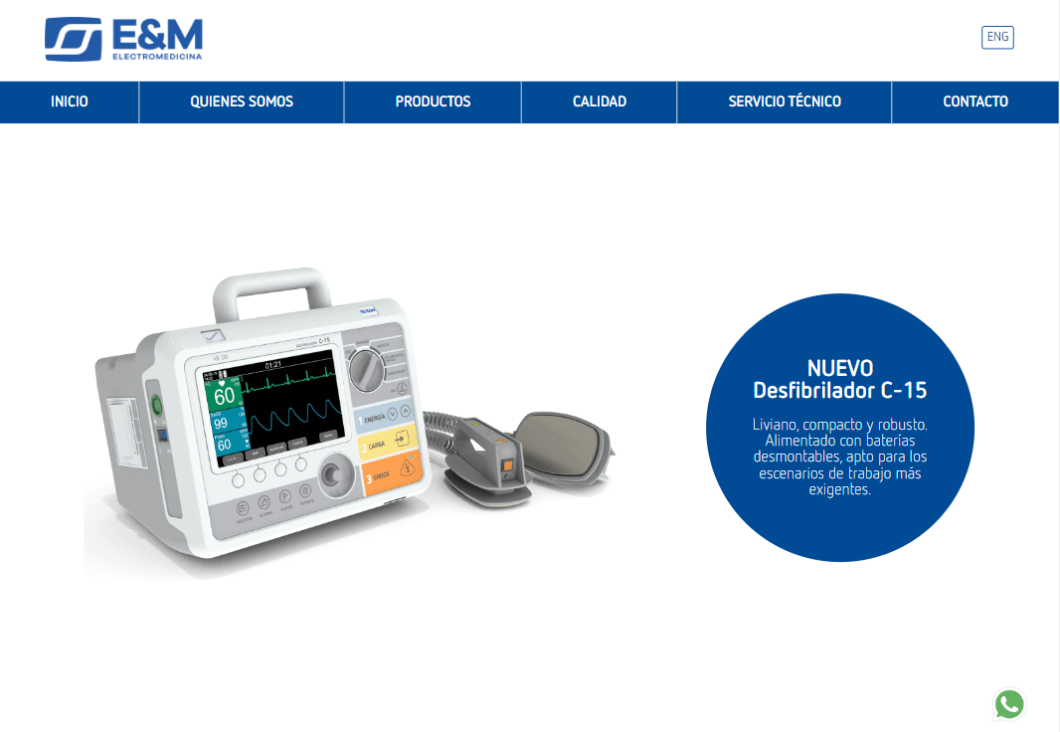 E&M
ELECTROMEDICINA
ENG
INICIO
QUIENES SOMOS
PRODUCTOS
CALIDAD
SERVICIO TÉCNICO
CONTACTO
C-15
01:21
60
99
60
1 ENERGÍA
2 CARGA
3 SHOCK
NUEVO
Desfibrilador C-15
Liviano, compacto y robusto.
Alimentado con baterías
desmontables, apto para los
escenarios de trabajo más
exigentes.